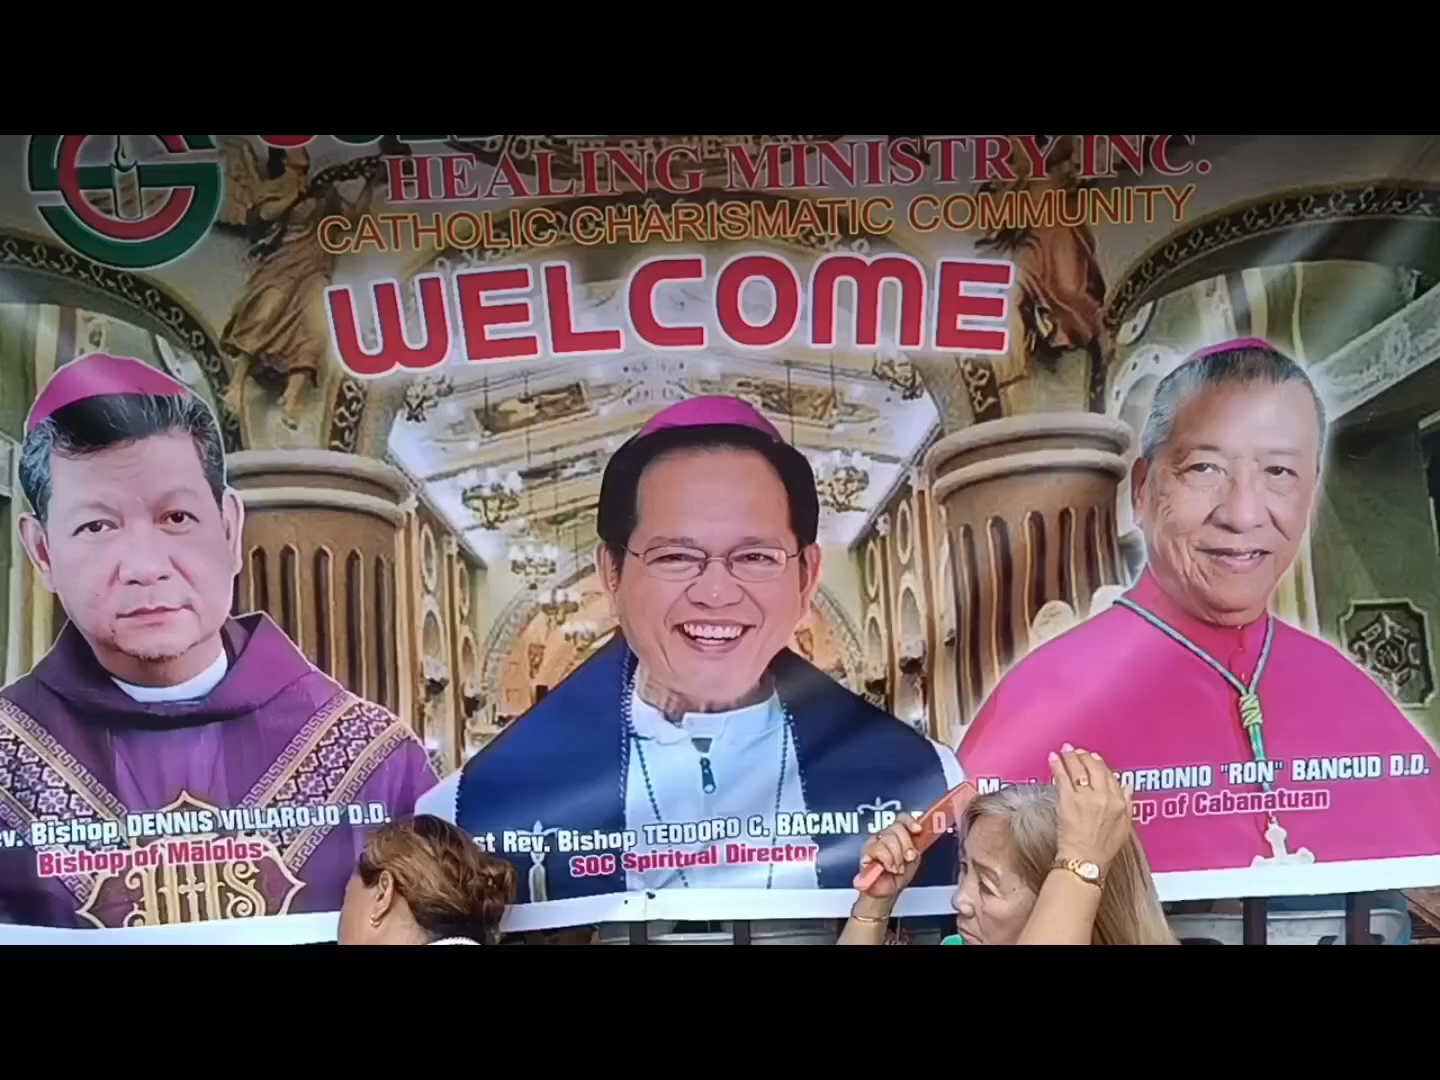 HEALING MINISTRY INC.
CATHOLIC CHARISMATIC COMMUNITY
WELCOME
Bishop DENNIS VILLAROJO D.D.
Bishop of Malolos
Rev. Bishop TEODORO C. BACANI JR.
SOC Spiritual Director
"RON" BANCUD D.D.
of Cabanatuan